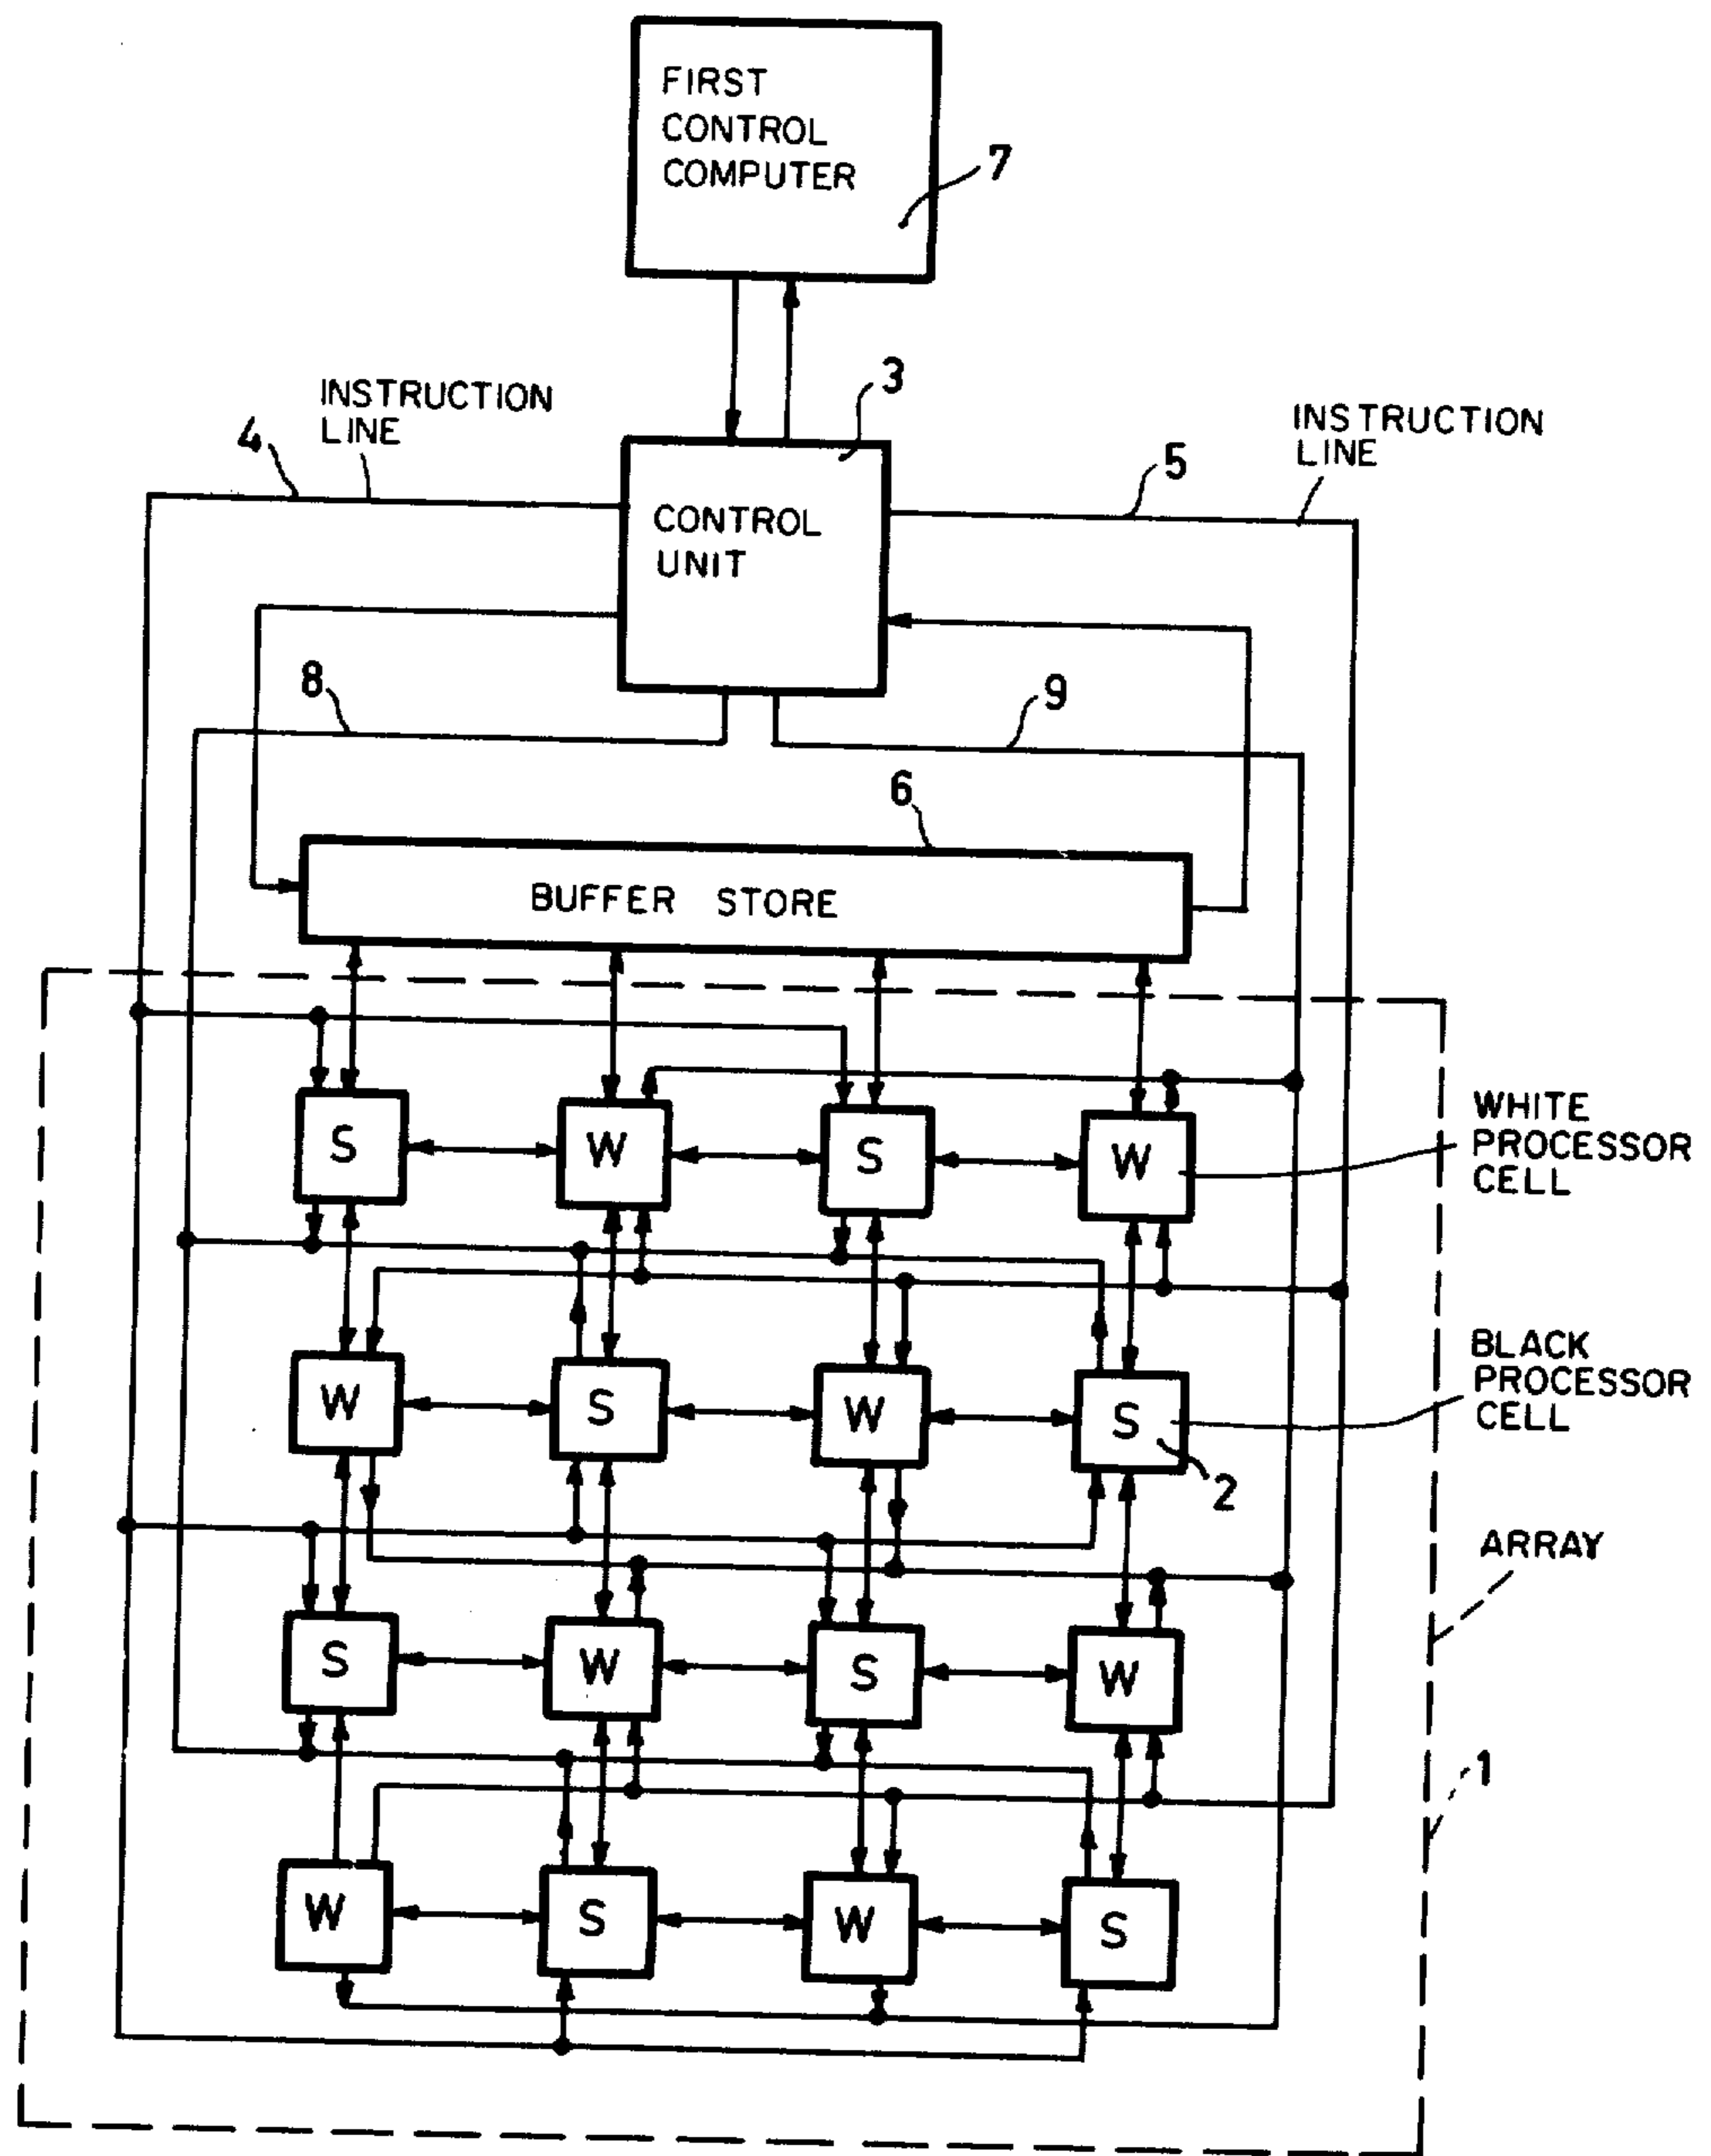 FIRST
CONTROL
COMPUTER
7
3
INSTRUCTION
LINE
4
INSTRUCTION
LINE
5
CONTROL
UNIT
8
9
6
BUFFER STORE
S W S W
WHITE
PROCESSOR
CELL
W S W S
BLACK
PROCESSOR
CELL
2
ARRAY
S W S W
1
W S W S